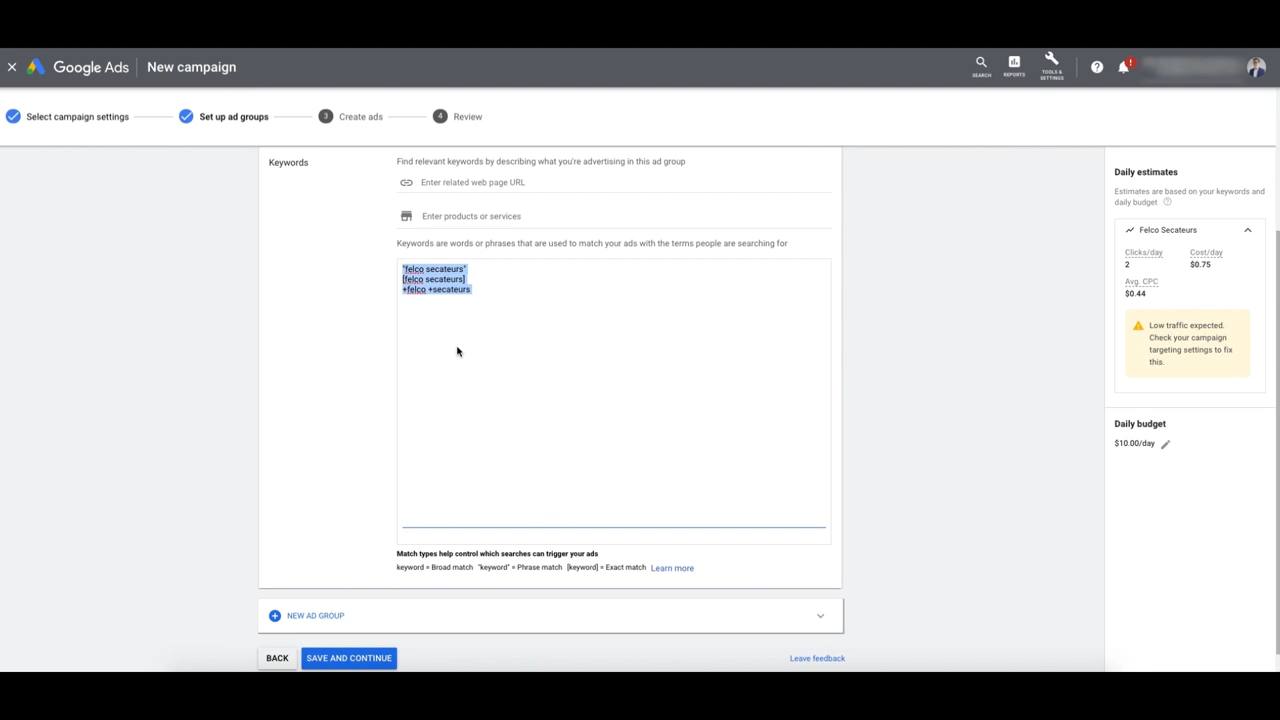 Google Ads
New campaign
SEARCH
REPORTS
TOOLS &
SETTINGS
!
Select campaign settings
Set up ad groups
3 Create ads
4 Review
Keywords
Find relevant keywords by describing what you're advertising in this ad group
Enter related web page URL
Enter products or services
Keywords are words or phrases that are used to match your ads with the terms people are searching for
"felco secateurs"
[felco secateurs]
+felco +secateurs
Match types help control which searches can trigger your ads
keyword = Broad match "keyword" = Phrase match [keyword] = Exact match Learn more
NEW AD GROUP
BACK
SAVE AND CONTINUE
Leave feedback
Daily estimates
Estimates are based on your keywords and
daily budget
Felco Secateurs
Clicks/day Cost/day
2 $0.75
Avg. CPC
$0.44
Low traffic expected.
Check your campaign
targeting settings to fix
this.
Daily budget
$10.00/day